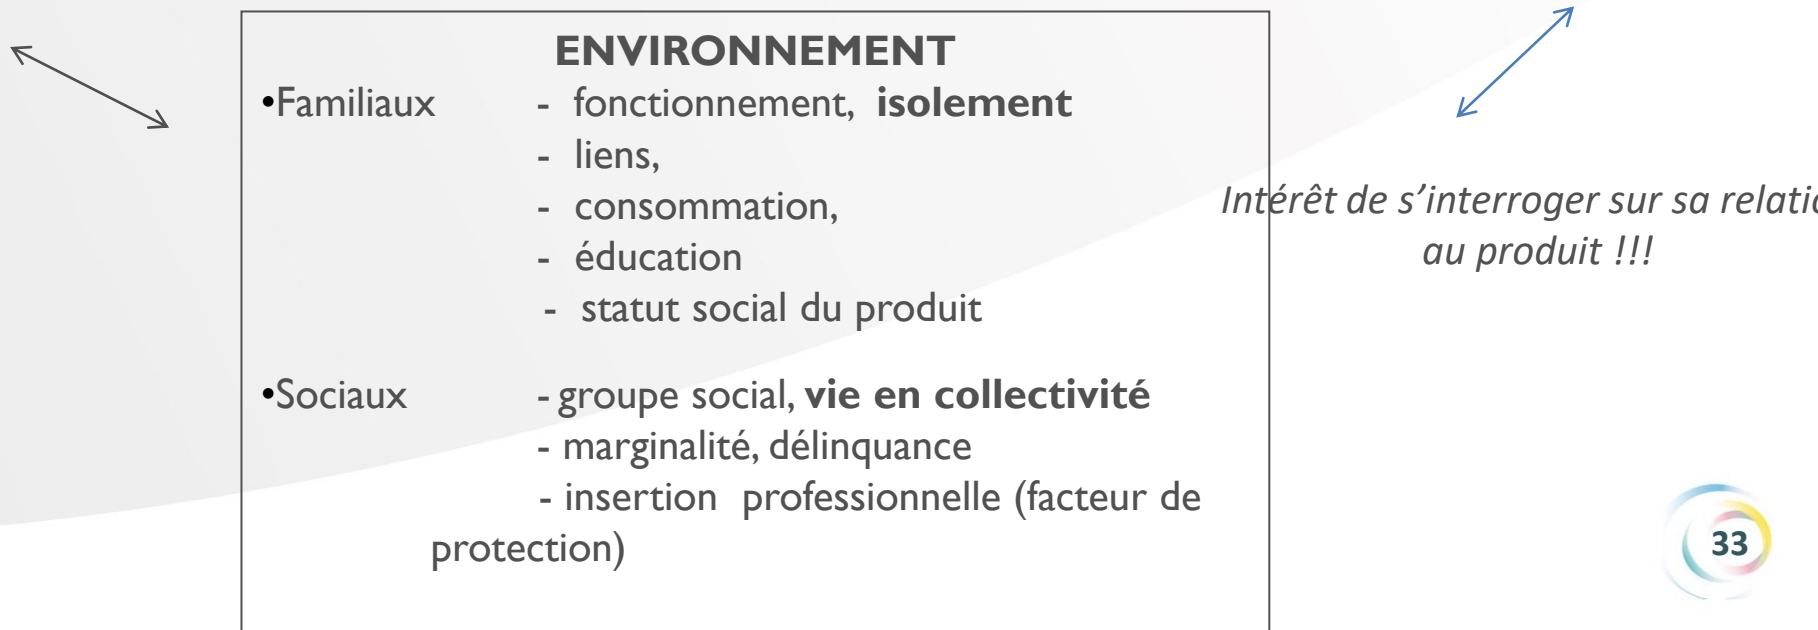 ENVIRONNEMENT
•Familiaux - fonctionnement, isolement
- liens,
- consommation,
- éducation
- statut social du produit
•Sociaux - groupe social, vie en collectivité
- marginalité, délinquance
- insertion professionnelle (facteur de
protection)
Intérêt de s’interroger sur sa relatio
au produit !!!
33